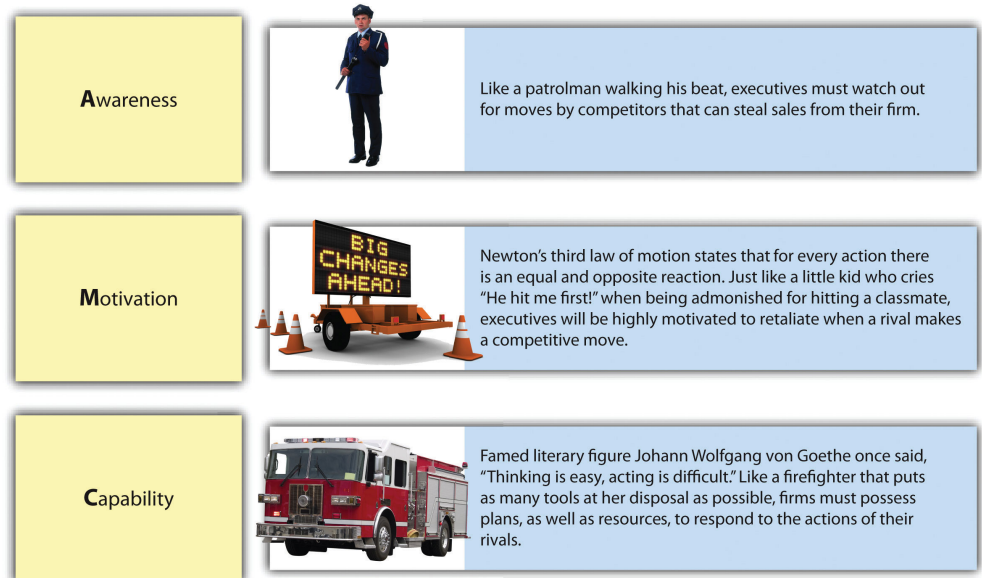 Awareness
Like a patrolman walking his beat, executives must watch out
for moves by competitors that can steal sales from their firm.
Motivation
BIG
CHANGES
AHEAD!
Newton’s third law of motion states that for every action there
is an equal and opposite reaction. Just like a little kid who cries
“He hit me first!” when being admonished for hitting a classmate,
executives will be highly motivated to retaliate when a rival makes
a competitive move.
Capability
Famed literary figure Johann Wolfgang von Goethe once said,
“Thinking is easy, acting is difficult.” Like a firefighter that puts
as many tools at her disposal as possible, firms must possess
plans, as well as resources, to respond to the actions of their
rivals.